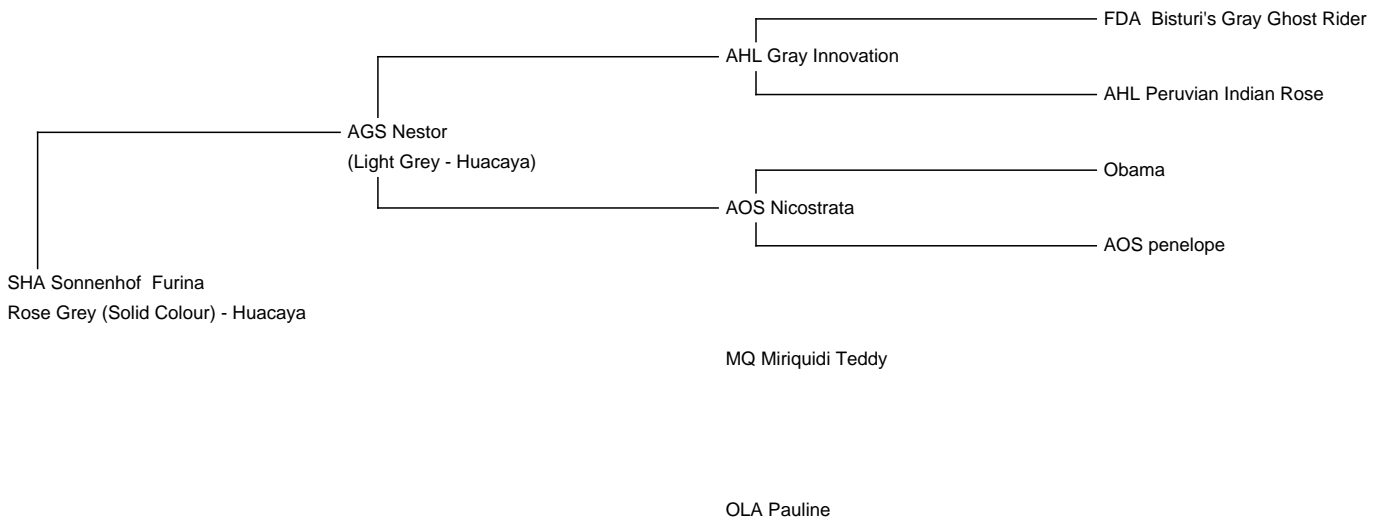 FDA  Bisturi's Gray Ghost Rider
AHL Gray Innovation
AHL Peruvian Indian Rose
AGS Nestor
(Light Grey - Huacaya)
Obama
AOS Nicostrata
AOS penelope
SHA Sonnenhof  Furina
Rose Grey (Solid Colour) - Huacaya
MQ Miriquidi Teddy
OLA Pauline